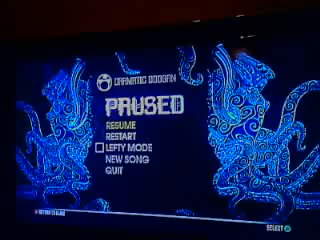 DRAMATIC DOOGAN
PAUSED
RESUME
RESTART
LEFTY MODE
NEW SONG
QUIT
SELECT